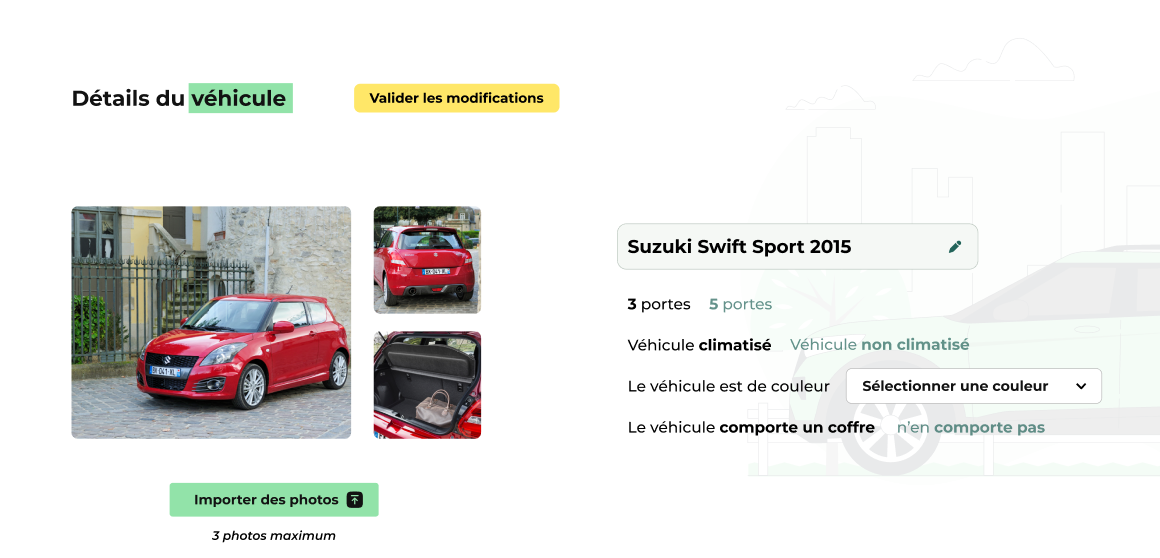 Détails du véhicule
Valider les modifications
Suzuki Swift Sport 2015
3 portes 5 portes
Véhicule climatisé Véhicule non climatisé
Le véhicule est de couleur Sélectionner une couleur
Le véhicule comporte un coffre n'en comporte pas
Importer des photos
3 photos maximum